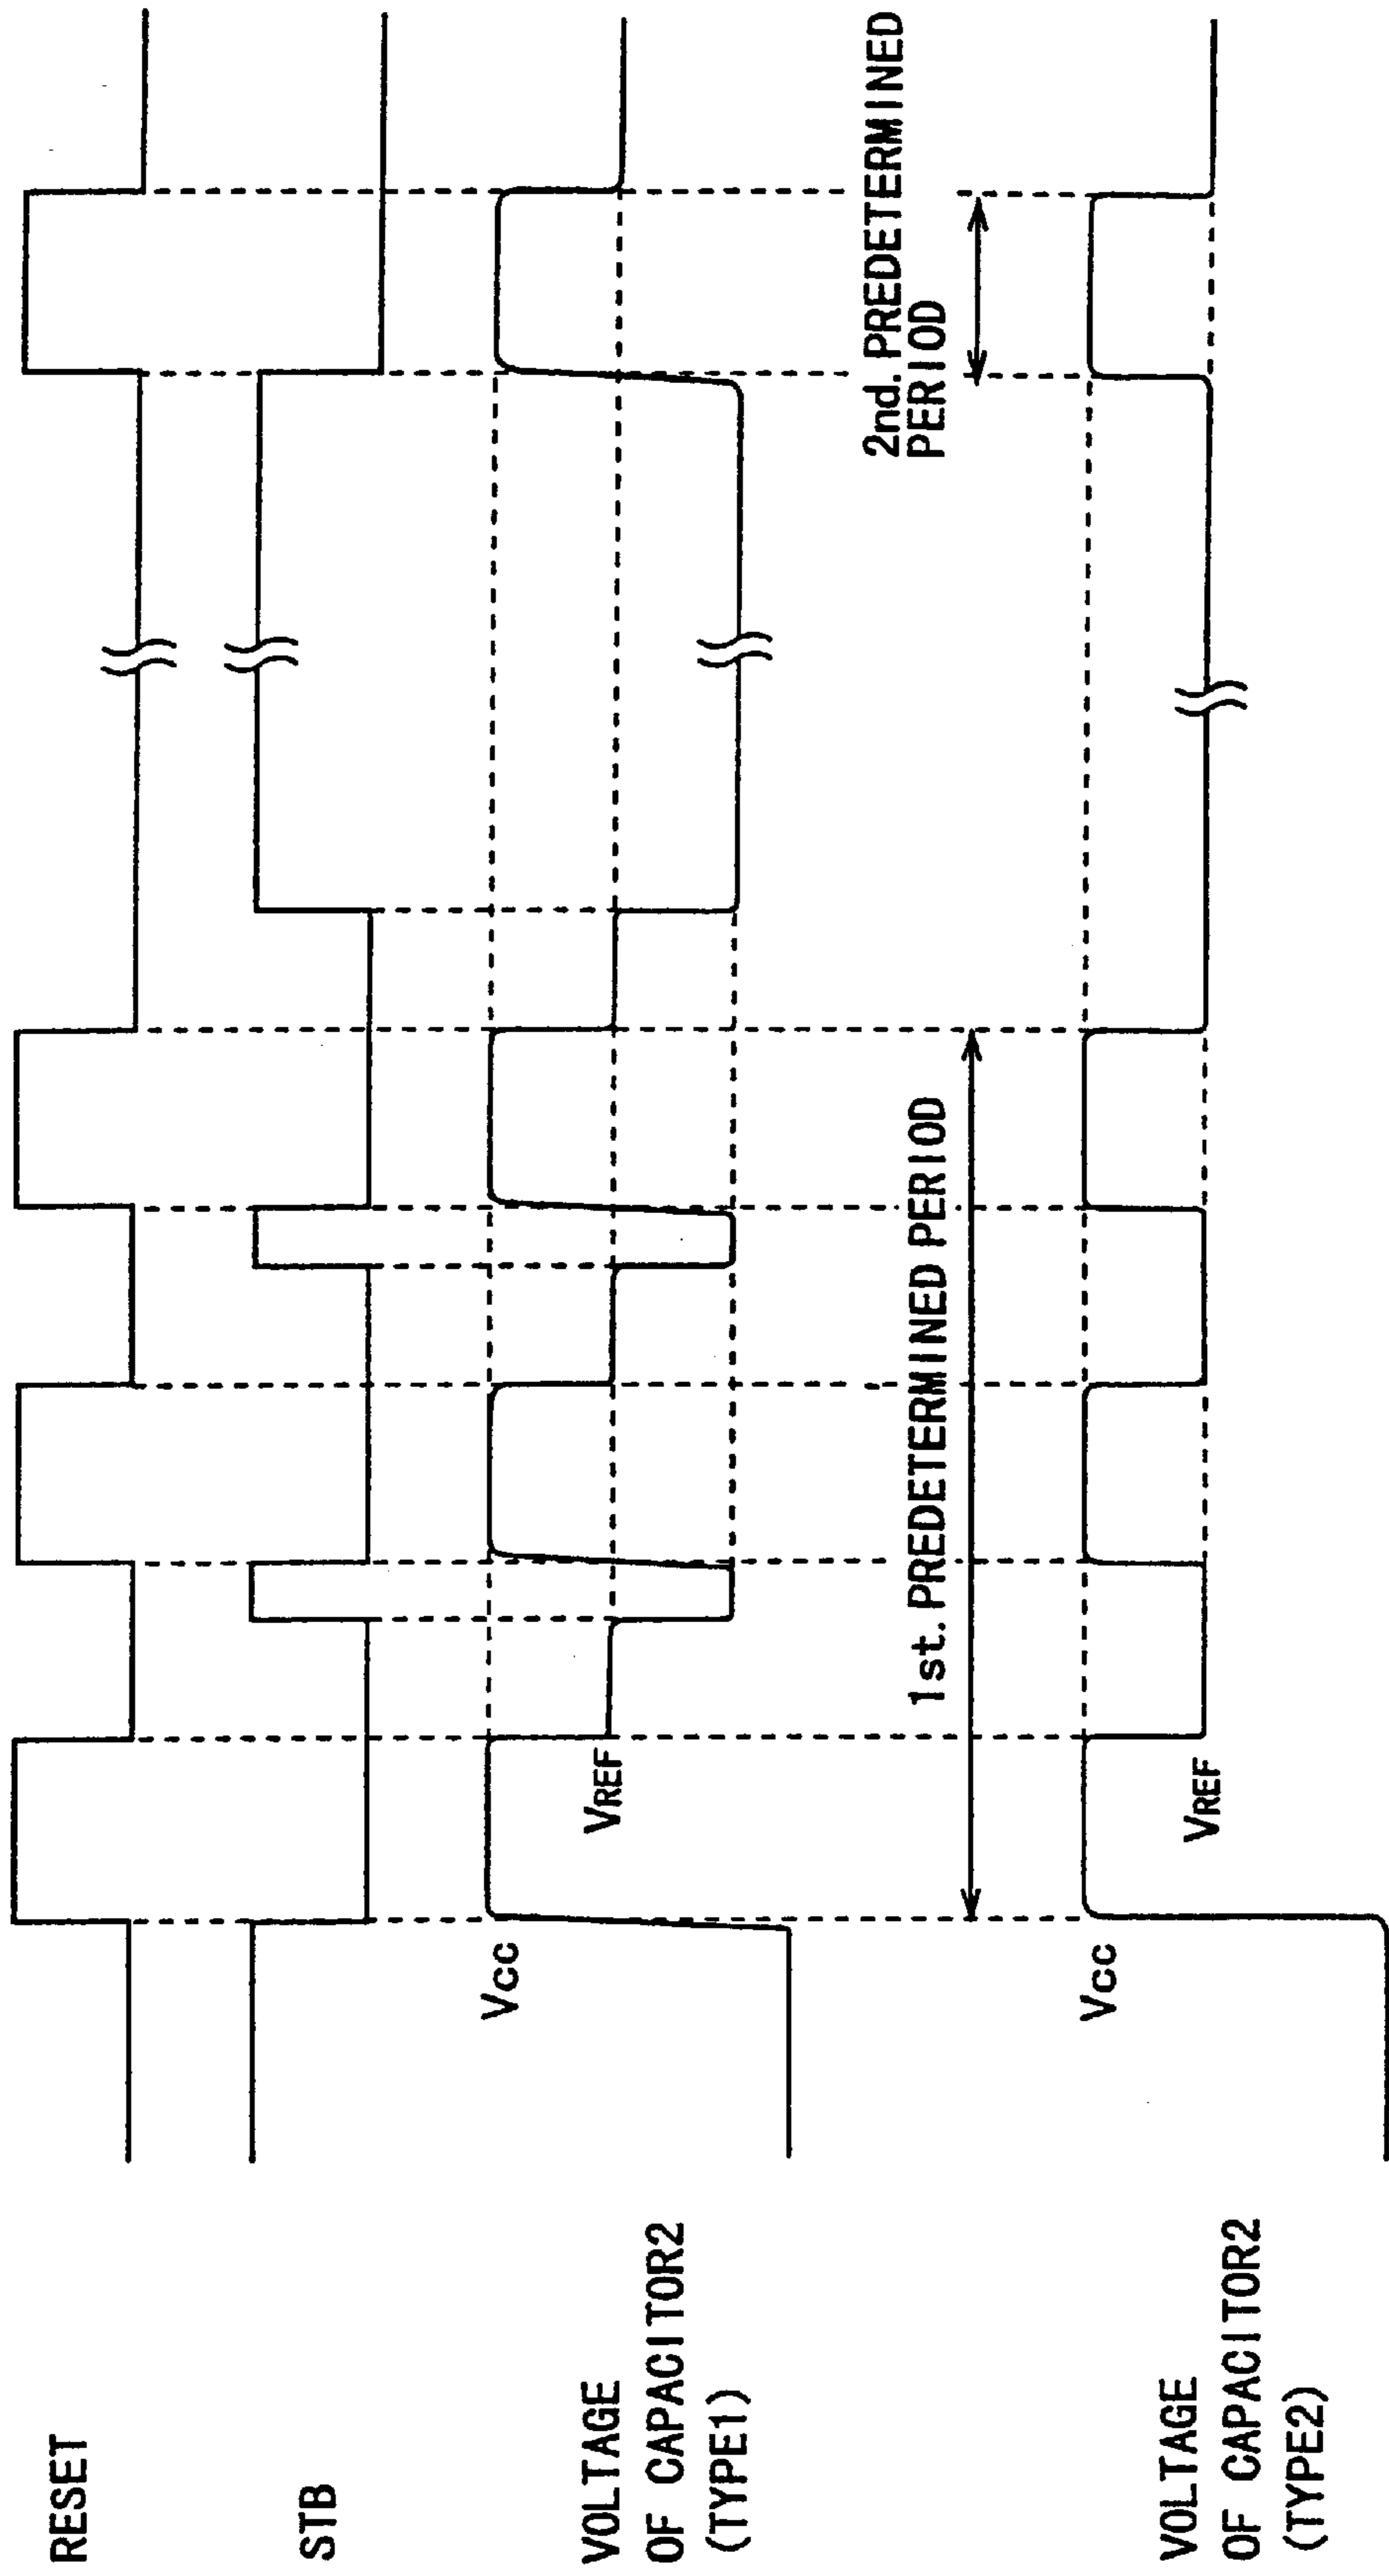 RESET
STB
VOLTAGE
OF CAPACITOR2
(TYPE1)
Vcc
VREF
1st. PREDETERMINED PERIOD
2nd. PREDETERMINED
PERIOD
VOLTAGE
OF CAPACITOR2
(TYPE2)
Vcc
VREF